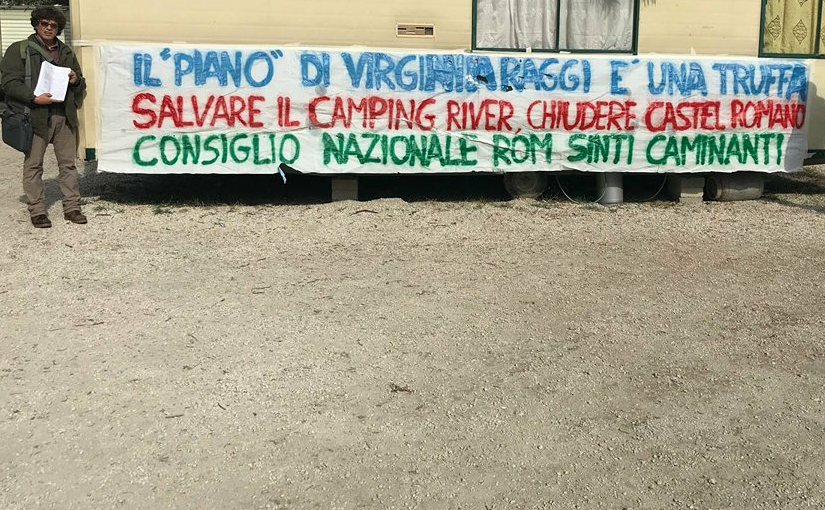 IL "PIANO" DI VIRGINIA RAGGI E' UNA TRUFFA
SALVARE IL CAMPING RIVER, CHIUDERE CASTEL ROMANO
CONSIGLIO NAZIONALE ROM SINTI CAMINANTI